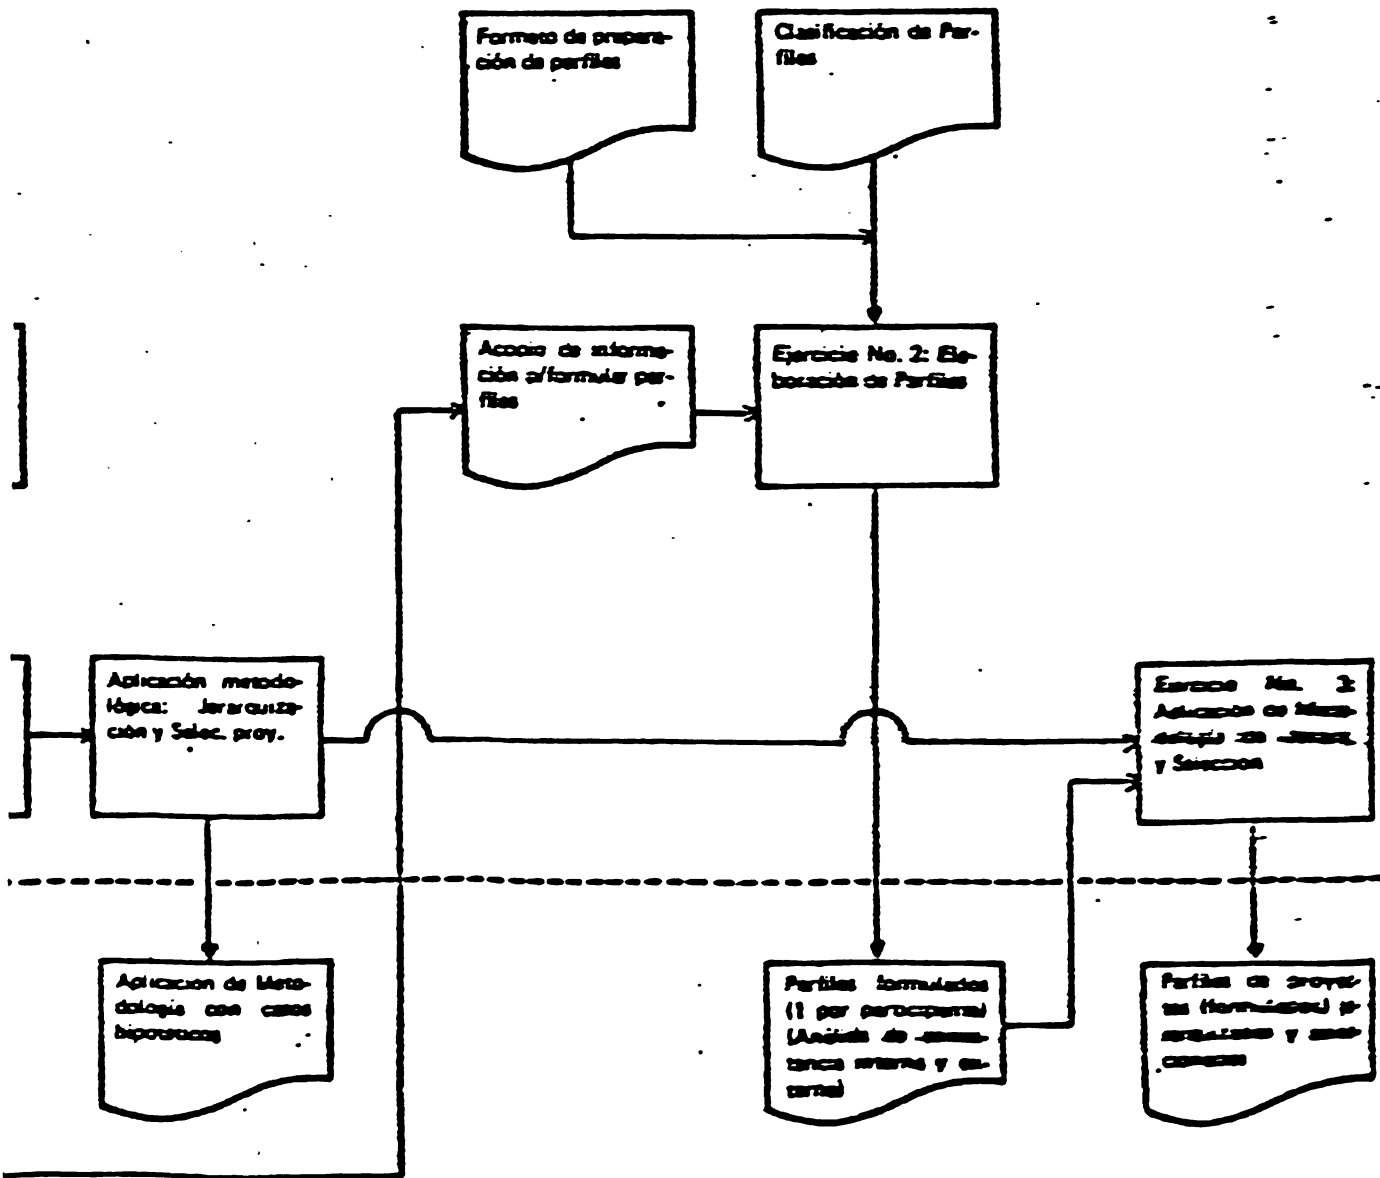 Formato de prepara-
ción de perfiles
Clasificación de Per-
files
Acopio de informa-
ción p/formular per-
files
Ejercicio No. 2: Ela-
boración de Perfiles
Aplicación metodo-
lógica: Jerarquiza-
ción y Selec. proy.
Ejercicio No. 3:
Aplicación de Meto-
de
y Selección
Aplicación de Meto-
dología con casos
hipotéticos
Perfiles formulados
(1 por participante)
(Análisis de
interna y ex-
terna)
Perfiles de proyec-
tos (formulados)
y